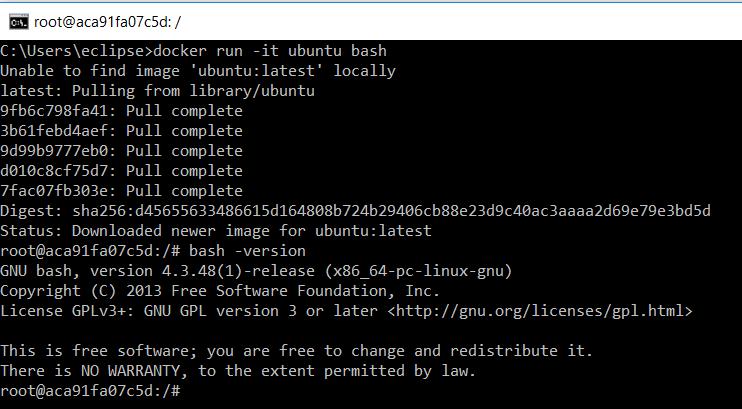 root@aca91fa07c5d: /
C:\Users\eclipse>docker run -it ubuntu bash
Unable to find image 'ubuntu:latest' locally
latest: Pulling from library/ubuntu
9fb6c798fa41: Pull complete
3b61febd4aef: Pull complete
9d99b9777eb0: Pull complete
d010c8cf75d7: Pull complete
7fac07fb303e: Pull complete
Digest: sha256:d45655633486615d164808b724b29406cb88e23d9c40ac3aaaa2d69e79e3bd5d
Status: Downloaded newer image for ubuntu:latest
root@aca91fa07c5d:/# bash -version
GNU bash, version 4.3.48(1)-release (x86_64-pc-linux-gnu)
Copyright (C) 2013 Free Software Foundation, Inc.
License GPLv3+: GNU GPL version 3 or later <http://gnu.org/licenses/gpl.html>
This is free software; you are free to change and redistribute it.
There is NO WARRANTY, to the extent permitted by law.
root@aca91fa07c5d:/#